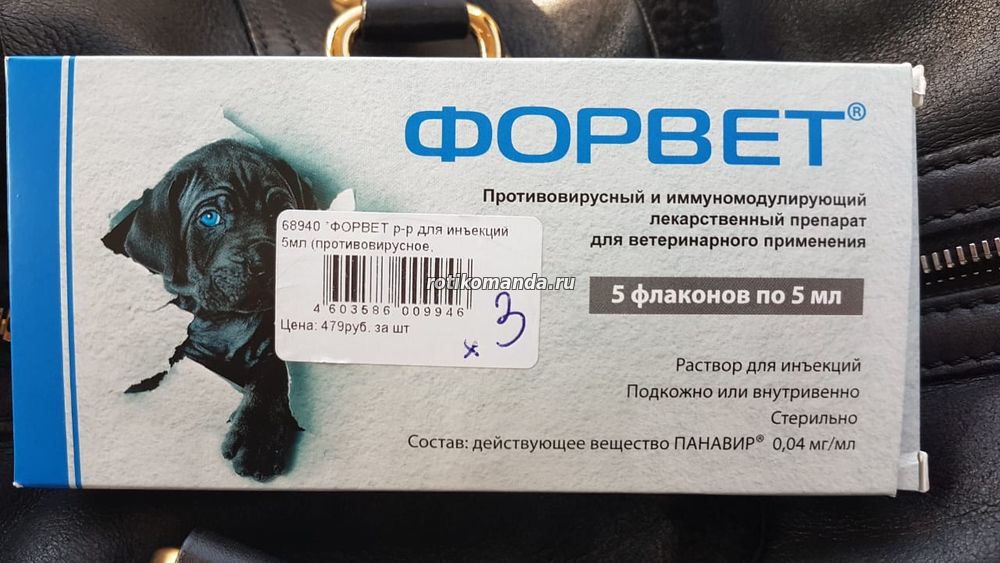 ФОРВЕТ®
Противовирусный и иммуномодулирующий
лекарственный препарат
для ветеринарного применения
5 флаконов по 5 мл
Раствор для инъекций
Подкожно или внутривенно
Стерильно
Состав: действующее вещество ПАНАВИР® 0,04 мг/мл
68940 *ФОРВЕТ р-р для инъекций
5мл (противовирусное,
rotikomanda.ru
4 603586 009946
Цена: 479руб. за шт
x 3